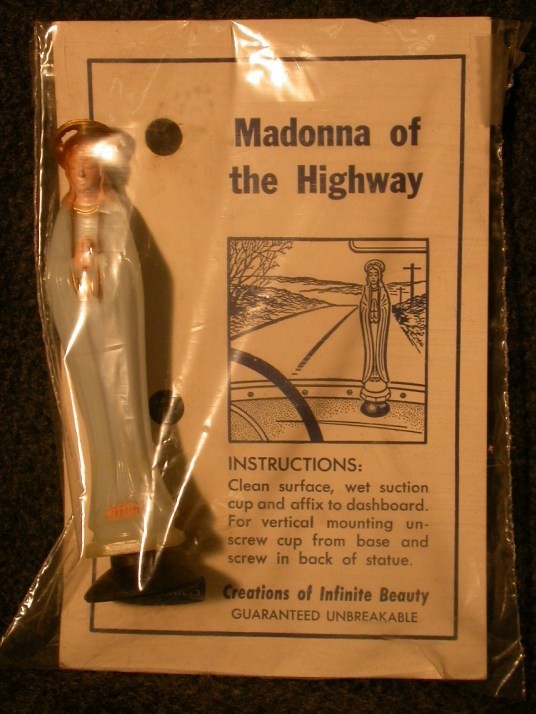 Madonna of
the Highway
INSTRUCTIONS:
Clean surface, wet suction
cup and affix to dashboard.
For vertical mounting un-
screw cup from base and
screw in back of statue.
Creations of Infinite Beauty
GUARANTEED UNBREAKABLE